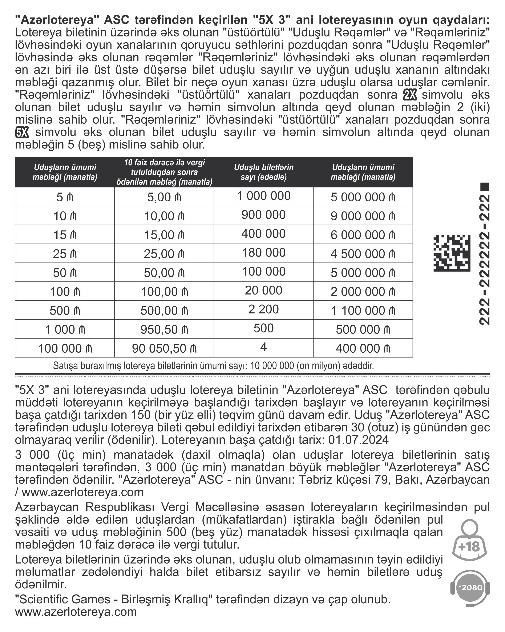 "Azərlotereya" ASC tərəfindən keçirilən "5X 3" ani lotereyasının oyun qaydaları:
Lotereya biletinin üzərində əks olunan "üstüörtülü" "Uduşlu Rəqəmlər" və "Rəqəmləriniz"
lövhəsindəki oyun xanalarının qoruyucu səthlərini pozduqdan sonra "Uduşlu Rəqəmlər"
lövhəsində əks olunan rəqəmlər "Rəqəmləriniz" lövhəsindəki əks olunan rəqəmlərdən
ən azı biri ilə üst üstə düşərsə bilet uduşlu sayılır və uyğun uduşlu xananın altındakı
məbləği qazanmış olur. Bilet bir neçə oyun xanası üzrə uduşlu olarsa uduşlar cəmlənir.
"Rəqəmləriniz" lövhəsindəki "üstüörtülü" xanaları pozduqdan sonra 2X simvolu əks
olunan bilet uduşlu sayılır və həmin simvolun altında qeyd olunan məbləğin 2 (iki)
mislinə sahib olur. "Rəqəmləriniz" lövhəsindəki "üstüörtülü" xanaları pozduqdan sonra
5X simvolu əks olunan bilet uduşlu sayılır və həmin simvolun altında qeyd olunan
məbləğin 5 (beş) mislinə sahib olur.
Uduşların ümumi məbləği (manatla) 10 faiz dərəcə ilə vergi tutulduqdan sonra ödənilən məbləğ (manatla) Uduşlu biletlərin sayı (ədədlə) Uduşların ümumi məbləği (manatla)
5 ₼ 5,00 ₼ 1 000 000 5 000 000 ₼
10 ₼ 10,00 ₼ 900 000 9 000 000 ₼
15 ₼ 15,00 ₼ 400 000 6 000 000 ₼
25 ₼ 25,00 ₼ 180 000 4 500 000 ₼
50 ₼ 50,00 ₼ 100 000 5 000 000 ₼
100 ₼ 100,00 ₼ 20 000 2 000 000 ₼
500 ₼ 500,00 ₼ 2 200 1 100 000 ₼
1 000 ₼ 950,50 ₼ 500 500 000 ₼
100 000 ₼ 90 050,50 ₼ 4 400 000 ₼
Satışa buraxılmış lotereya biletlərinin ümumi sayı: 10 000 000 (on milyon) ədəddir.
222-222222-222
"5X 3" ani lotereyasında uduşlu lotereya biletinin "Azərlotereya" ASC tərəfindən qəbulu
müddəti lotereyanın keçirilməyə başlandığı tarixdən başlayır və lotereyanın keçirilməsi
başa çatdığı tarixdən 150 (bir yüz əlli) təqvim günü davam edir. Uduş "Azərlotereya" ASC
tərəfindən uduşlu lotereya bileti qəbul edildiyi tarixdən etibarən 30 (otuz) iş günündən gec
olmayaraq verilir (ödənilir). Lotereyanın başa çatdığı tarix: 01.07.2024
3 000 (üç min) manatadək (daxil olmaqla) olan uduşlar lotereya biletlərinin satış
məntəqələri tərəfindən, 3 000 (üç min) manatdan böyük məbləğlər "Azərlotereya" ASC
tərəfindən ödənilir. "Azərlotereya" ASC - nin ünvanı: Təbriz küçəsi 79, Bakı, Azərbaycan
/ www.azerlotereya.com
Azərbaycan Respublikası Vergi Məcəlləsinə əsasən lotereyaların keçirilməsindən pul
şəklində əldə edilən uduşlardan (mükafatlardan) iştirakla bağlı ödənilən pul
vəsaiti və uduş məbləğinin 500 (beş yüz) manatadək hissəsi çıxılmaqla qalan
məbləğdən 10 faiz dərəcə ilə vergi tutulur.
+18
Lotereya biletlərinin üzərində əks olunan, uduşlu olub olmamasının təyin edildiyi
məlumatlar zədələndiyi halda bilet etibarsız sayılır və həmin biletlərə uduş
ödənilmir.
*2080
"Scientific Games - Birləşmiş Krallıq" tərəfindən dizayn və çap olunub.
www.azerlotereya.com